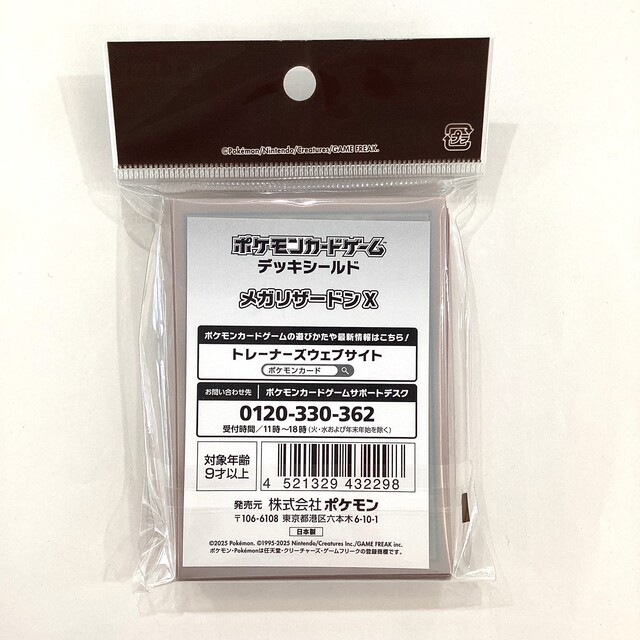 ©Pokémon/Nintendo/Creatures/GAME FREAK.
プラ
ポケモンカードゲーム
デッキシールド
メガリザードンX
ポケモンカードゲームの遊びかたや最新情報はこちら!
トレーナーズウェブサイト
ポケモンカード
お問い合わせ先 ポケモンカードゲームサポートデスク
0120-330-362
受付時間/11時~18時(火・水および年末年始を除く)
対象年齢
9才以上
4 521329 432298
発売元 株式会社ポケモン
〒106-6108 東京都港区六本木6-10-1
日本製
©2025 Pokémon. ©1995-2025 Nintendo/Creatures Inc./GAME FREAK inc.
ポケモン・Pokémonは任天堂・クリーチャーズ・ゲームフリークの登録商標です。